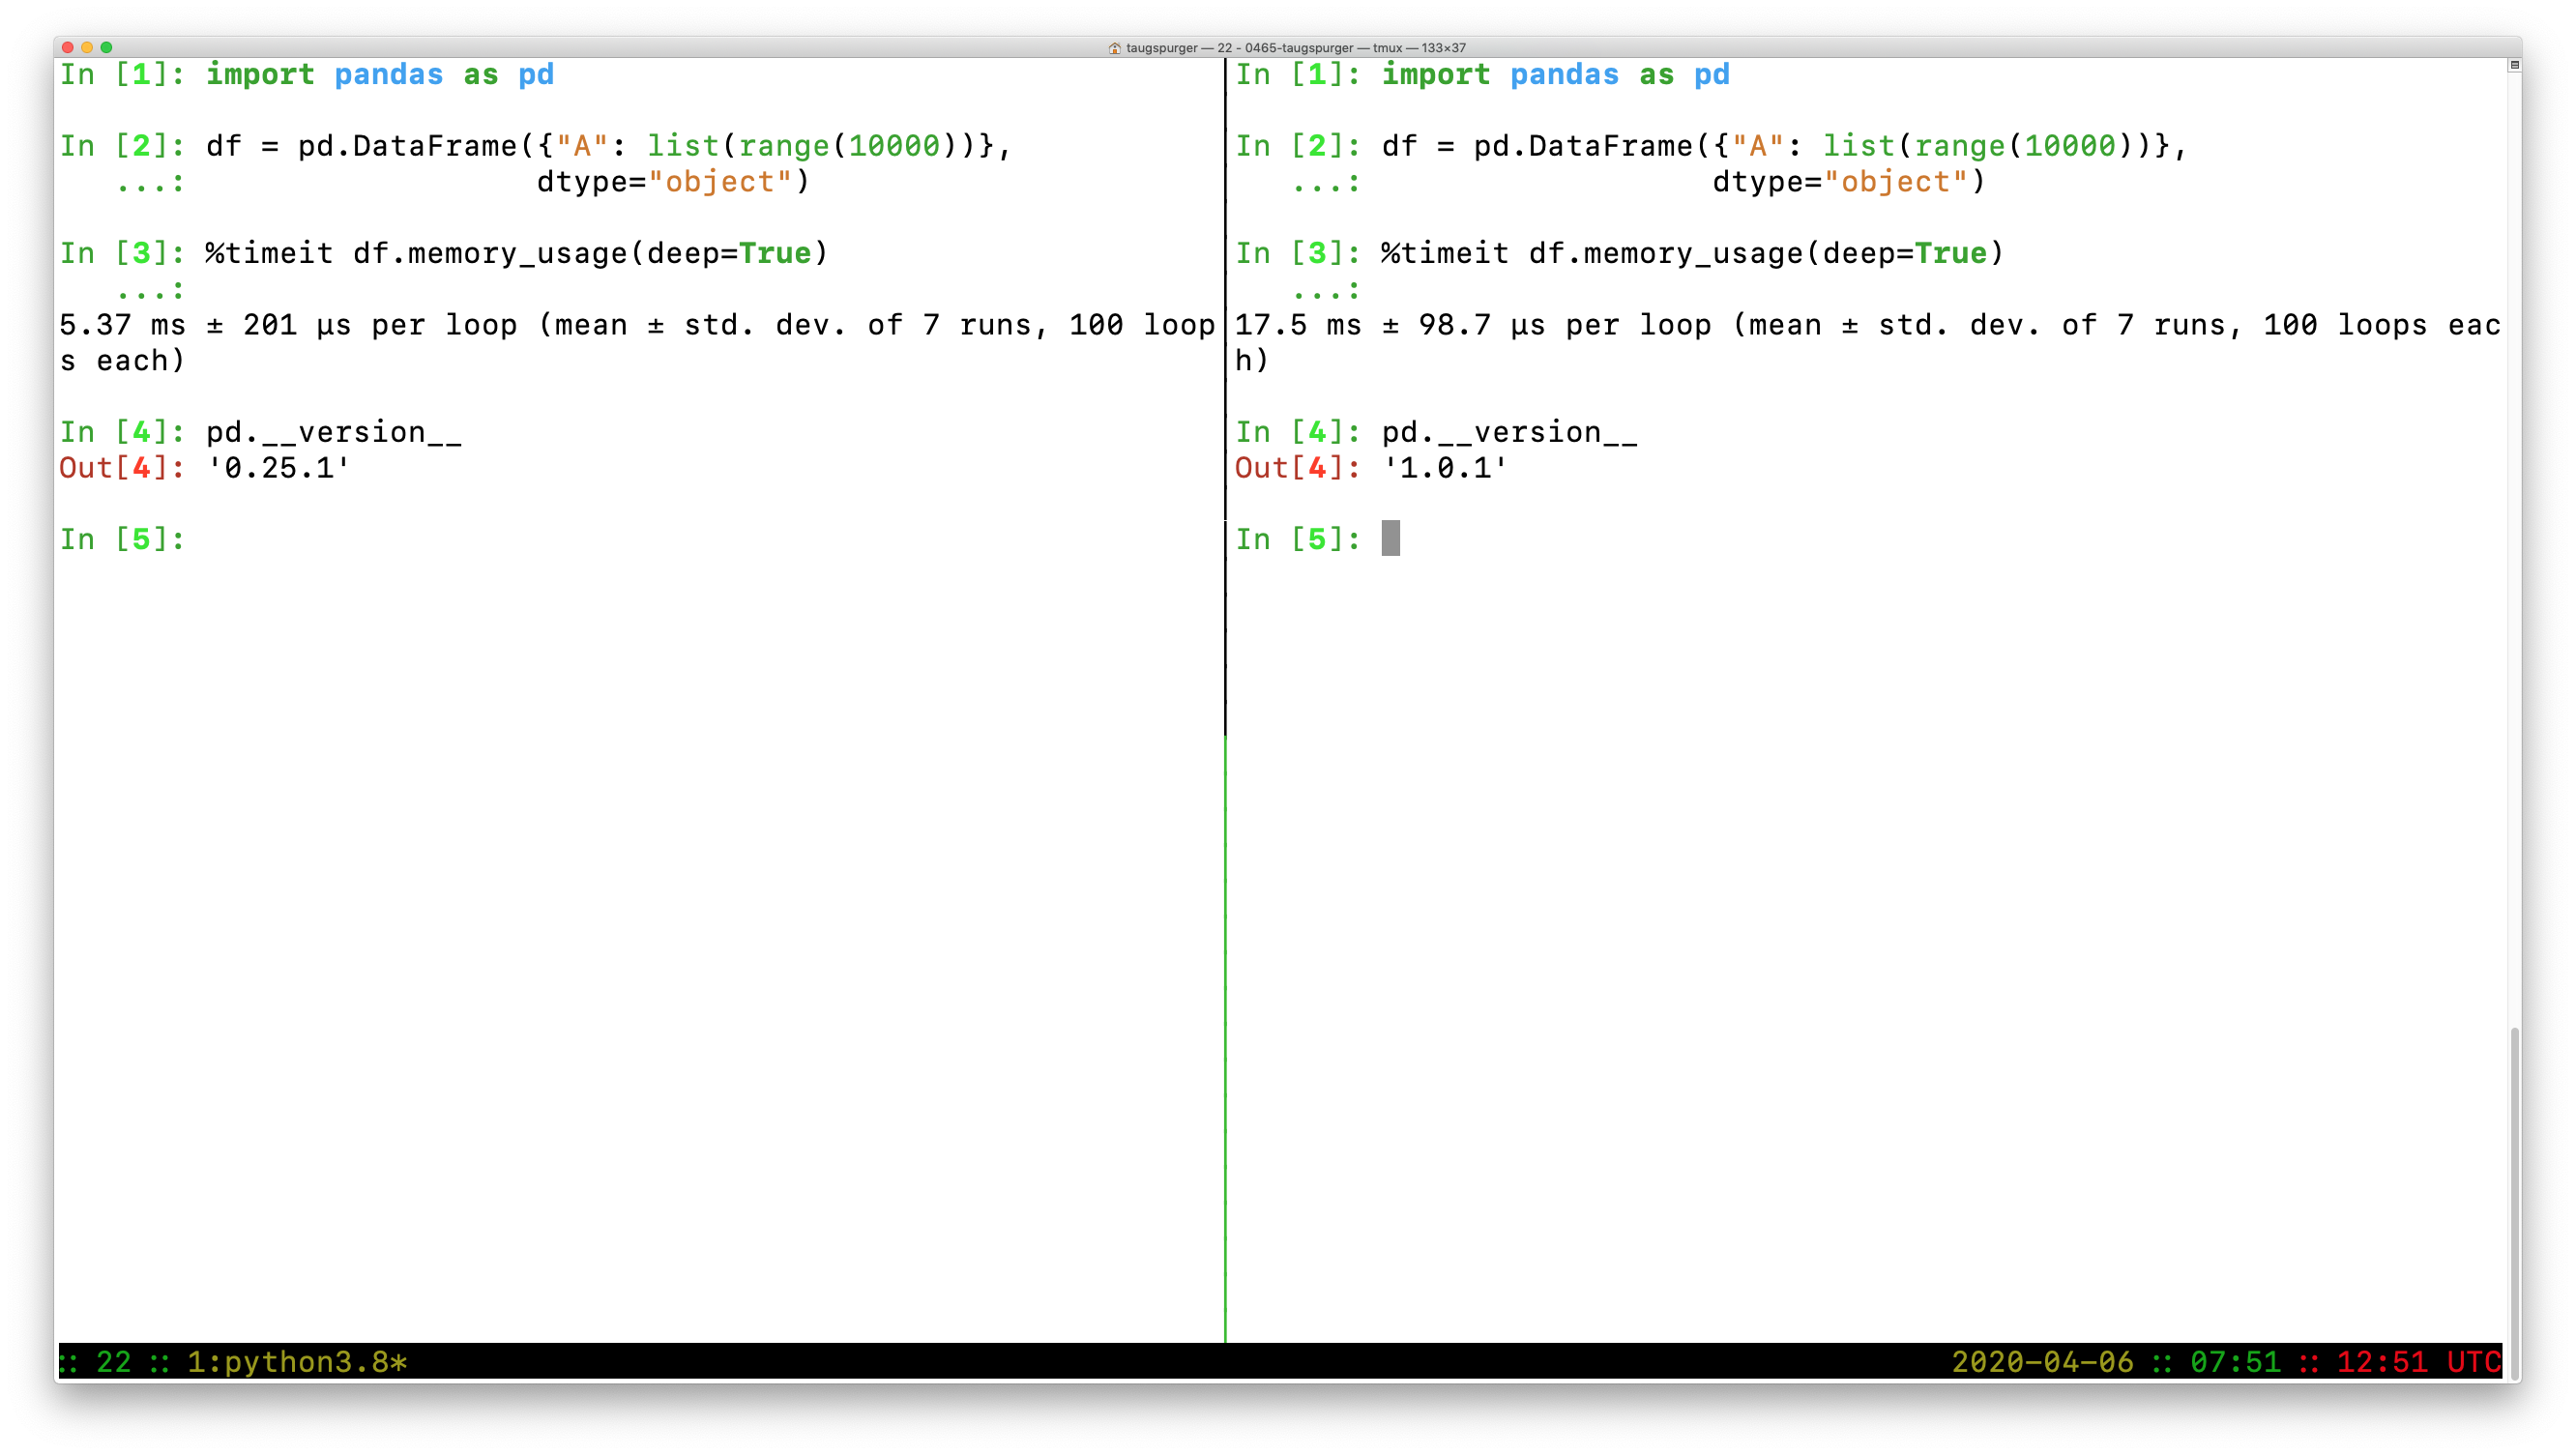 taugspurger — 22 - 0465-taugspurger — tmux — 133×37
In [1]: import pandas as pd
In [2]: df = pd.DataFrame({"A": list(range(10000))},
   ...:                    dtype="object")
In [3]: %timeit df.memory_usage(deep=True)
   ...:
5.37 ms ± 201 µs per loop (mean ± std. dev. of 7 runs, 100 loop
s each)
In [4]: pd.__version__
Out[4]: '0.25.1'
In [5]:
In [1]: import pandas as pd
In [2]: df = pd.DataFrame({"A": list(range(10000))},
   ...:                    dtype="object")
In [3]: %timeit df.memory_usage(deep=True)
   ...:
17.5 ms ± 98.7 µs per loop (mean ± std. dev. of 7 runs, 100 loops eac
h)
In [4]: pd.__version__
Out[4]: '1.0.1'
In [5]:
:: 22 :: 1:python3.8*
2020-04-06 :: 07:51 :: 12:51 UTC